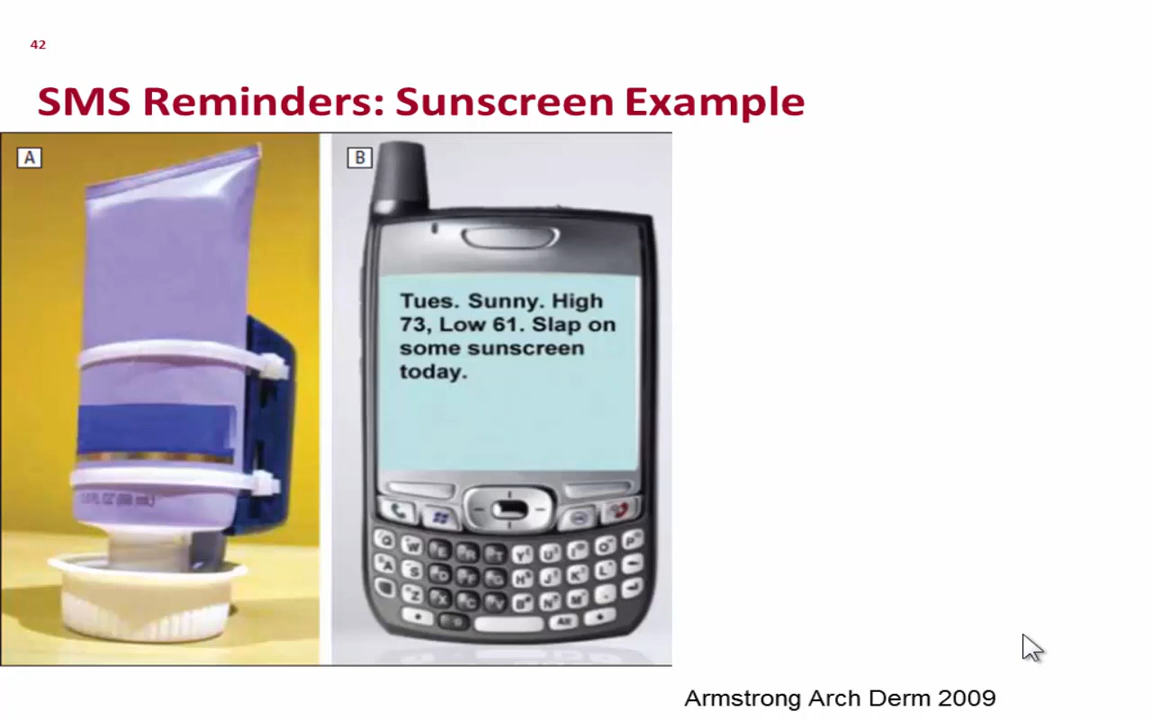 42
SMS Reminders: Sunscreen Example
A
B
Tues. Sunny. High
73, Low 61. Slap on
some sunscreen
today.
Armstrong Arch Derm 2009